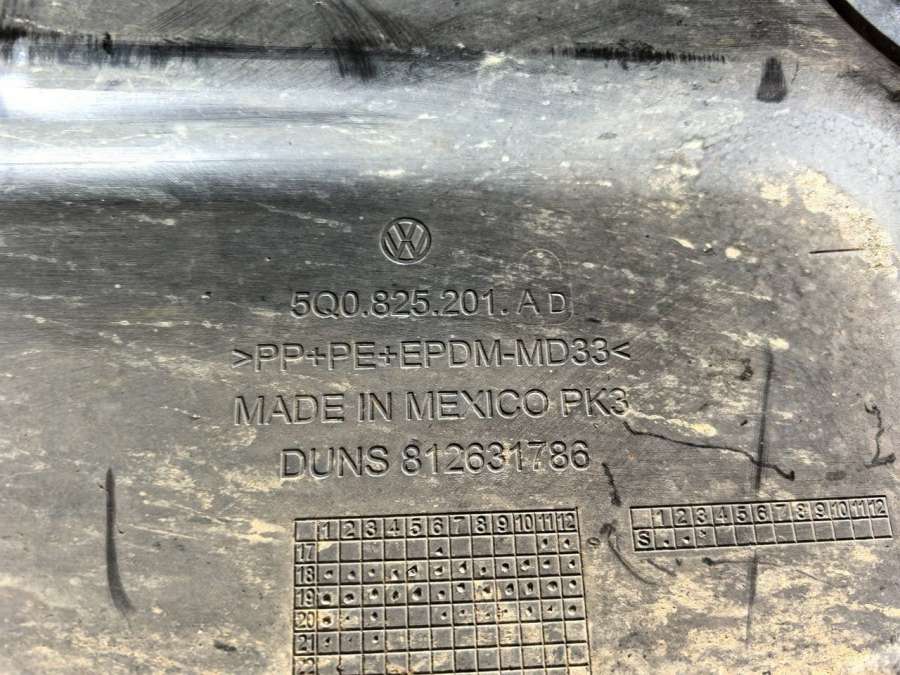 VW
5Q0.825.201.AD
>PP+PE+EPDM-MD33<
MADE IN MEXICO PK3
DUNS 812631786
1 2 3 4 5 6 7 8 9 10 11 12
17
18
19
20
21
22
1 2 3 4 5 6 7 8 9 10 11 12
S